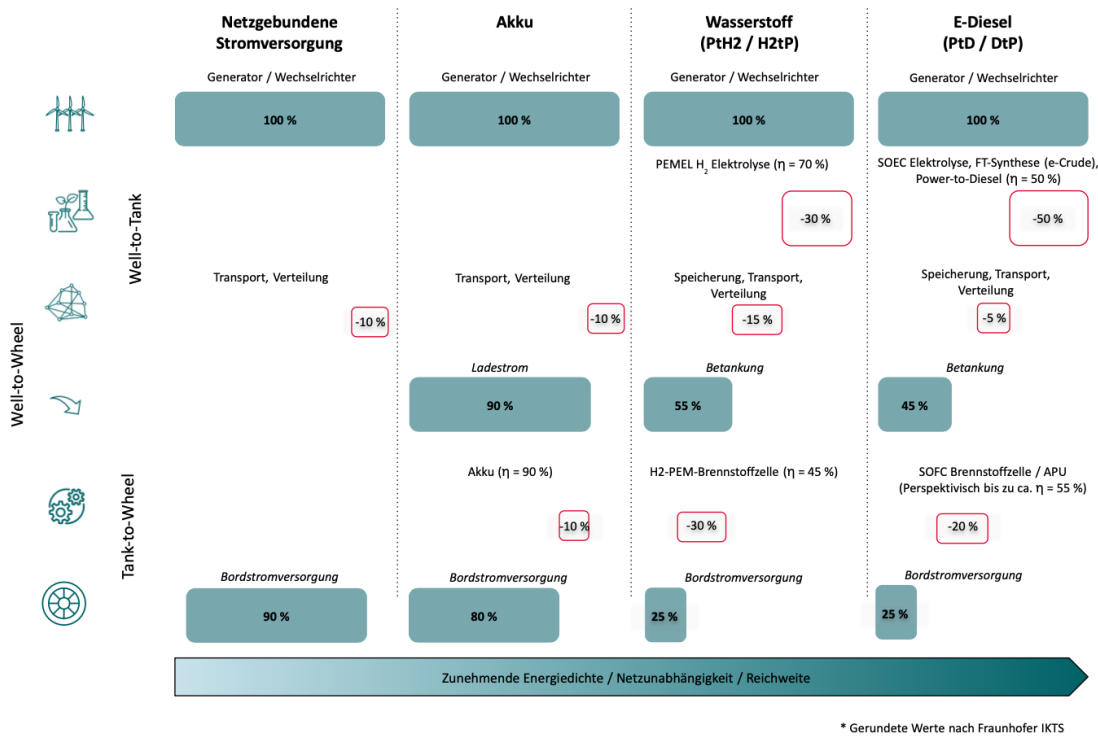 Netzgebundene
Stromversorgung
Akku
Wasserstoff
(PtH2 / H2tP)
E-Diesel
(PtD / DtP)
Generator / Wechselrichter
Generator / Wechselrichter
Generator / Wechselrichter
Generator / Wechselrichter
100 %
100 %
100 %
100 %
PEMEL H2 Elektrolyse (η = 70 %)
SOEC Elektrolyse, FT-Synthese (e-Crude),
Power-to-Diesel (η = 50 %)
-30 %
-50 %
Well-to-Tank
Transport, Verteilung
Transport, Verteilung
Speicherung, Transport,
Verteilung
Speicherung, Transport,
Verteilung
-10 %
-10 %
-15 %
-5 %
Well-to-Wheel
Ladestrom
Betankung
Betankung
90 %
55 %
45 %
Tank-to-Wheel
Akku (η = 90 %)
H2-PEM-Brennstoffzelle (η = 45 %)
SOFC Brennstoffzelle / APU
(Perspektivisch bis zu ca. η = 55 %)
-10 %
-30 %
-20 %
Bordstromversorgung
Bordstromversorgung
Bordstromversorgung
Bordstromversorgung
90 %
80 %
25 %
25 %
Zunehmende Energiedichte / Netzunabhängigkeit / Reichweite
* Gerundete Werte nach Fraunhofer IKTS